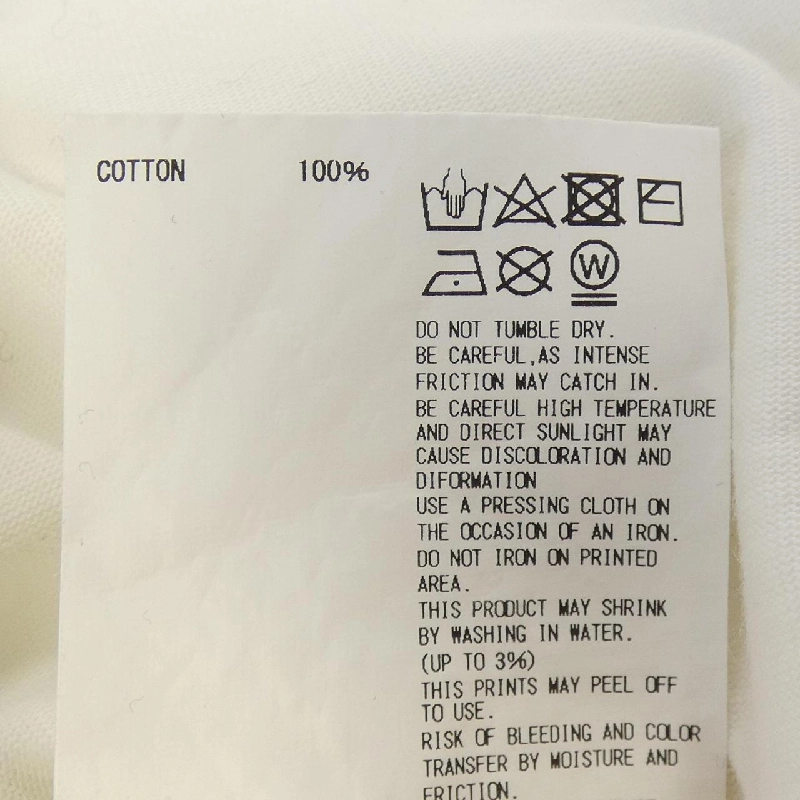 COTTON 100%
W
DO NOT TUMBLE DRY.
BE CAREFUL,AS INTENSE
FRICTION MAY CATCH IN.
BE CAREFUL HIGH TEMPERATURE
AND DIRECT SUNLIGHT MAY
CAUSE DISCOLORATION AND
DIFORMATION
USE A PRESSING CLOTH ON
THE OCCASION OF AN IRON.
DO NOT IRON ON PRINTED
AREA.
THIS PRODUCT MAY SHRINK
BY WASHING IN WATER.
(UP TO 3%)
THIS PRINTS MAY PEEL OFF
TO USE.
RISK OF BLEEDING AND COLOR
TRANSFER BY MOISTURE AND
FRICTION.